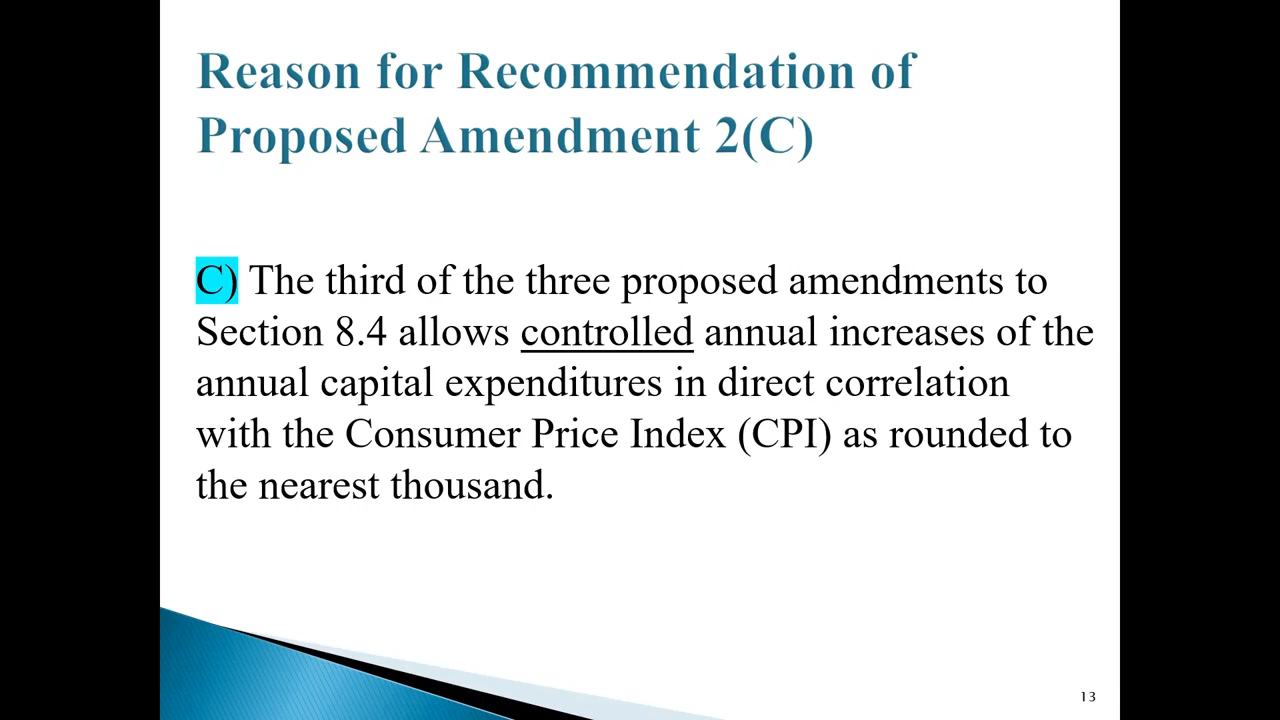 Reason for Recommendation of
Proposed Amendment 2(C)
C) The third of the three proposed amendments to
Section 8.4 allows controlled annual increases of the
annual capital expenditures in direct correlation
with the Consumer Price Index (CPI) as rounded to
the nearest thousand.
13